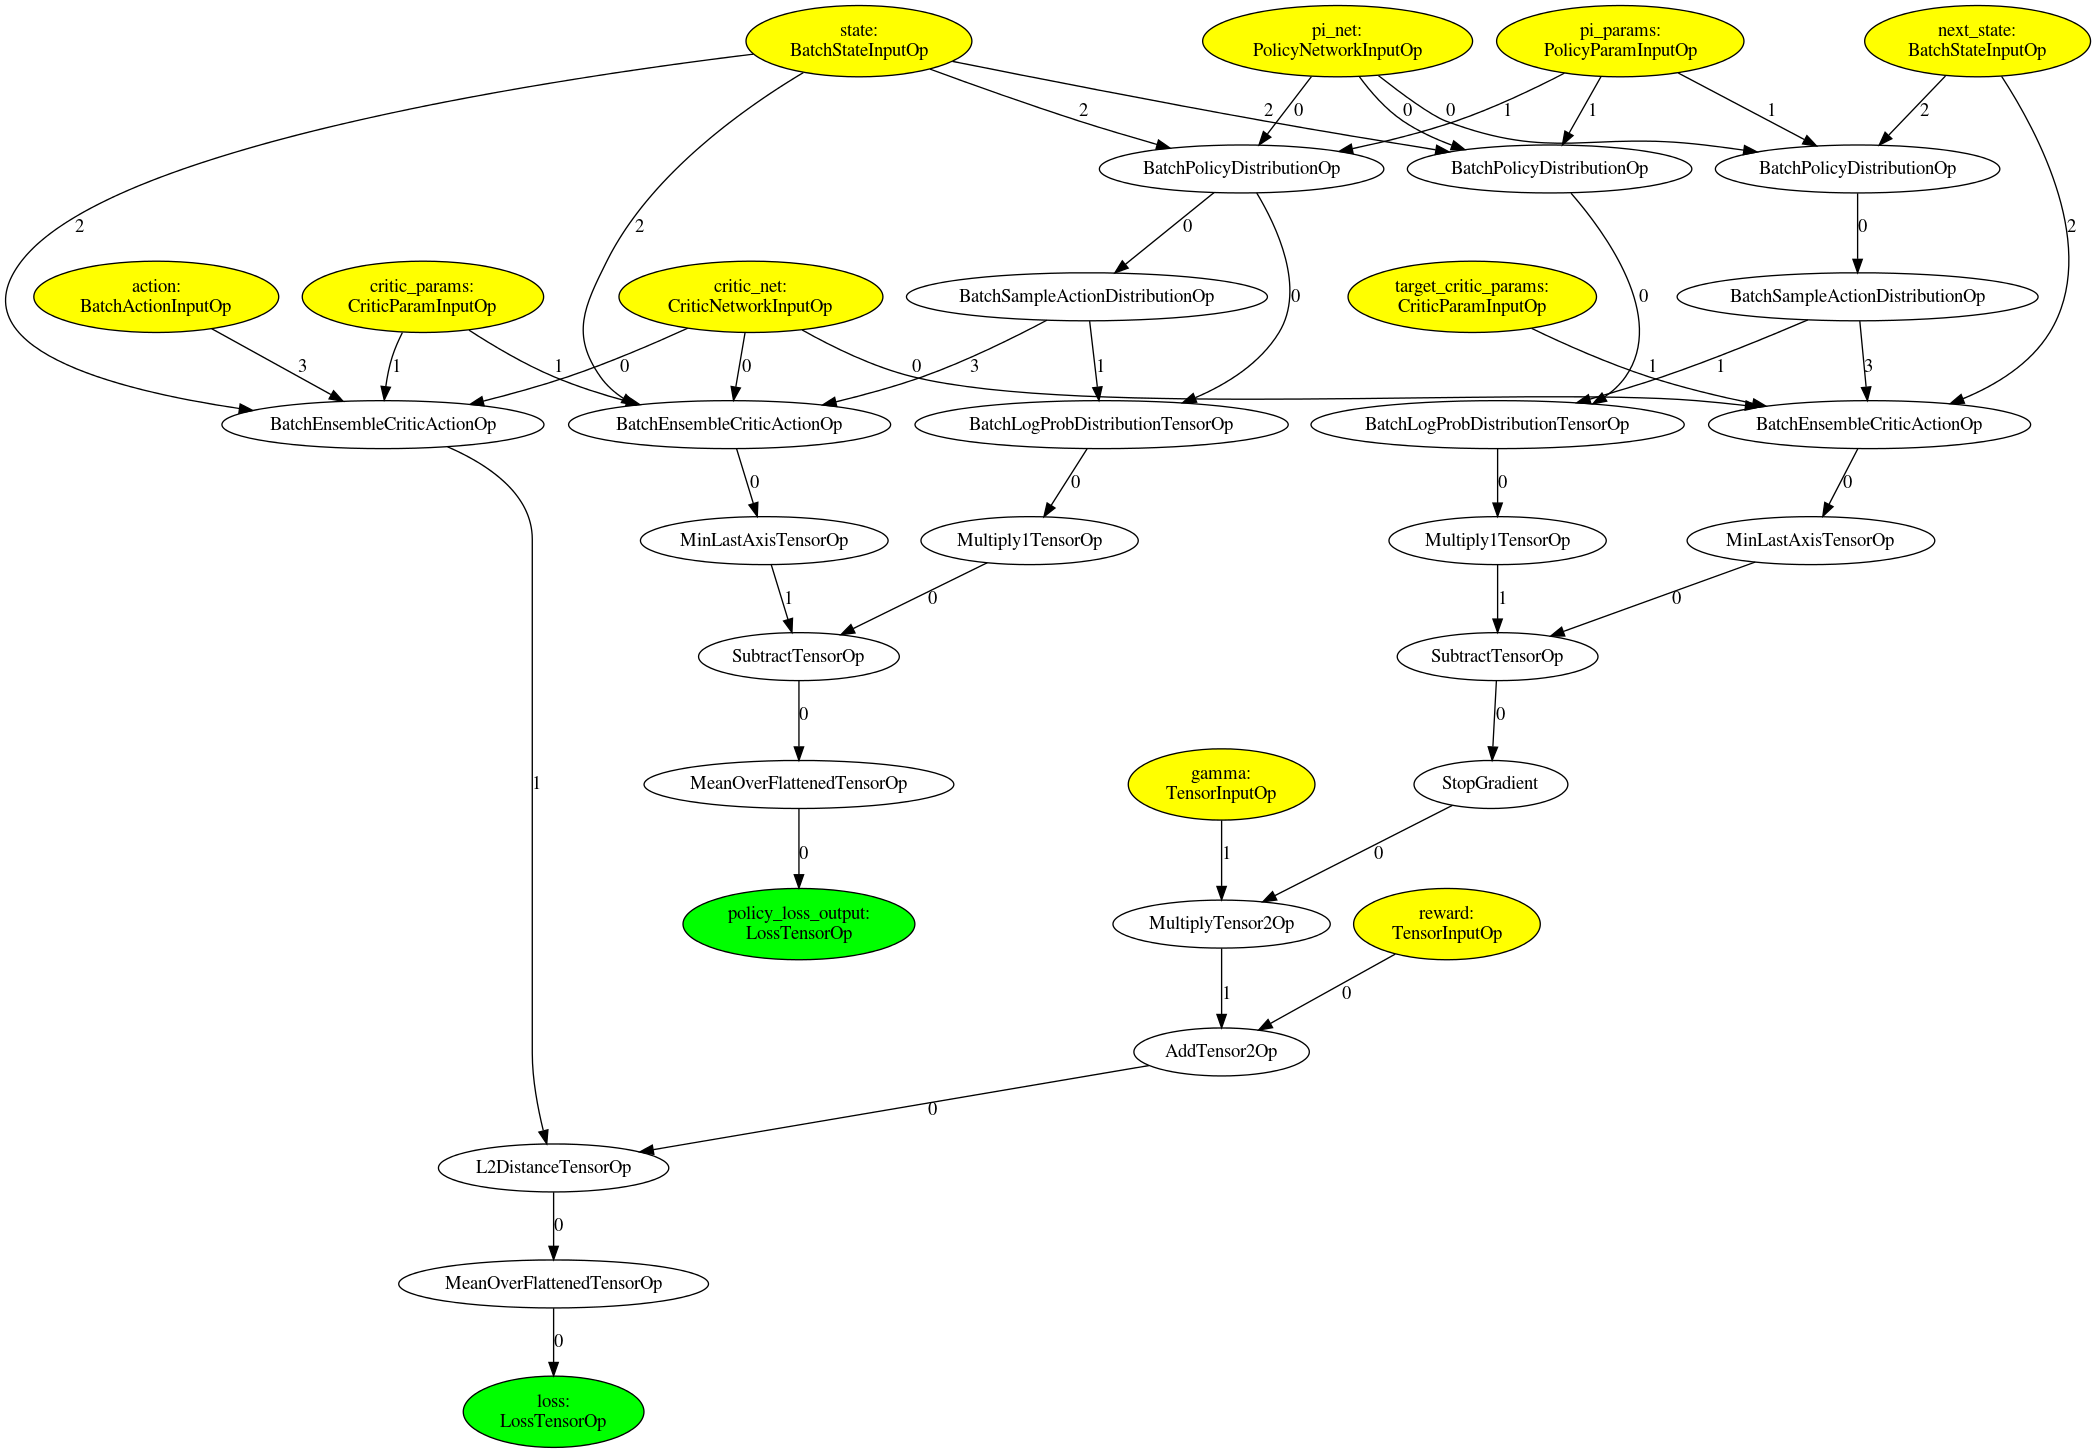 state:
BatchStateInputOp
pi_net:
PolicyNetworkInputOp
pi_params:
PolicyParamInputOp
next_state:
BatchStateInputOp
2
0
2
0
0
1
1
1
2
BatchPolicyDistributionOp
BatchPolicyDistributionOp
BatchPolicyDistributionOp
2
2
0
0
2
action:
BatchActionInputOp
critic_params:
CriticParamInputOp
critic_net:
CriticNetworkInputOp
BatchSampleActionDistributionOp
0
target_critic_params:
CriticParamInputOp
0
BatchSampleActionDistributionOp
3
1
1
0
0
0
3
1
1
1
3
BatchEnsembleCriticActionOp
BatchEnsembleCriticActionOp
BatchLogProbDistributionTensorOp
BatchLogProbDistributionTensorOp
BatchEnsembleCriticActionOp
0
0
0
0
MinLastAxisTensorOp
Multiply1TensorOp
Multiply1TensorOp
MinLastAxisTensorOp
1
0
1
0
SubtractTensorOp
SubtractTensorOp
0
0
1
MeanOverFlattenedTensorOp
gamma:
TensorInputOp
StopGradient
0
1
0
policy_loss_output:
LossTensorOp
MultiplyTensor2Op
reward:
TensorInputOp
1
0
AddTensor2Op
0
L2DistanceTensorOp
0
MeanOverFlattenedTensorOp
0
loss:
LossTensorOp